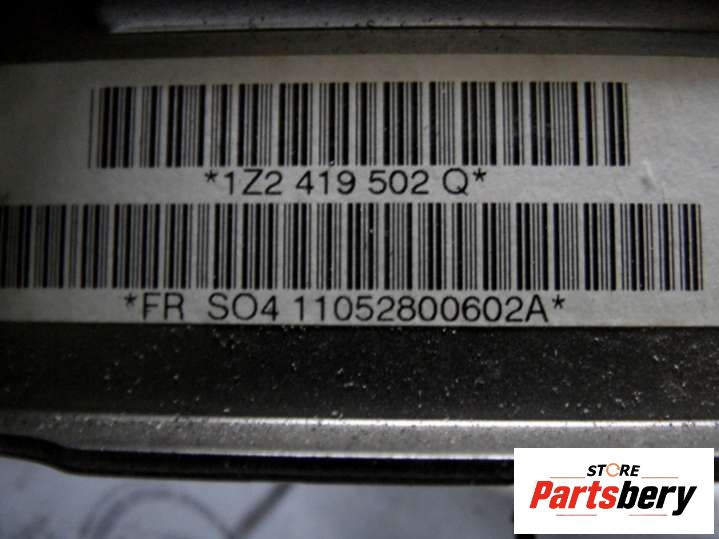 *1Z2 419 502 Q*
*FR SO4 11052800602A*
STORE
Partsbery